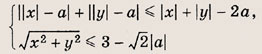 ||x| − a| + ||y| − a| ⩽ |x| + |y| − 2a,
√x² + y² ⩽ 3 − √2|a|